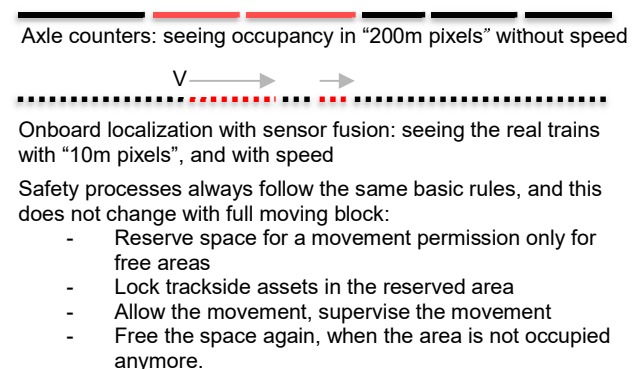 Axle counters: seeing occupancy in “200m pixels” without speed
V
Onboard localization with sensor fusion: seeing the real trains
with “10m pixels”, and with speed
Safety processes always follow the same basic rules, and this
does not change with full moving block:
- Reserve space for a movement permission only for
free areas
- Lock trackside assets in the reserved area
- Allow the movement, supervise the movement
- Free the space again, when the area is not occupied
anymore.